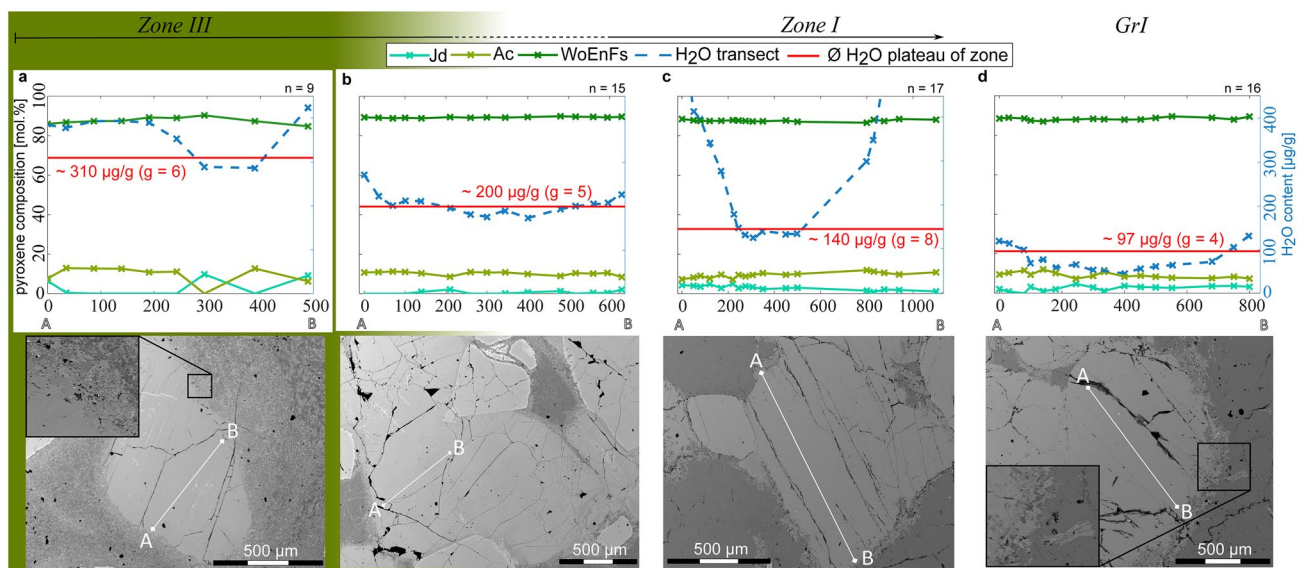 Zone III Zone I GrI
Jd Ac WoEnFs H2O transect Ø H2O plateau of zone
a n = 9 b n = 15 c n = 17 d n = 16
pyroxene composition [mol.%]
100
80
60
40
20
0
~ 310 µg/g (g = 6)
~ 200 µg/g (g = 5)
~ 140 µg/g (g = 8)
~ 97 µg/g (g = 4)
400
300
200
100
0
H2O content [µg/g]
0 100 200 300 400 500
0 100 200 300 400 500 600
0 200 400 600 800 1000
0 200 400 600 800
A B A B A B A B
A B 500 µm
A B 500 µm
A B 500 µm
A B 500 µm